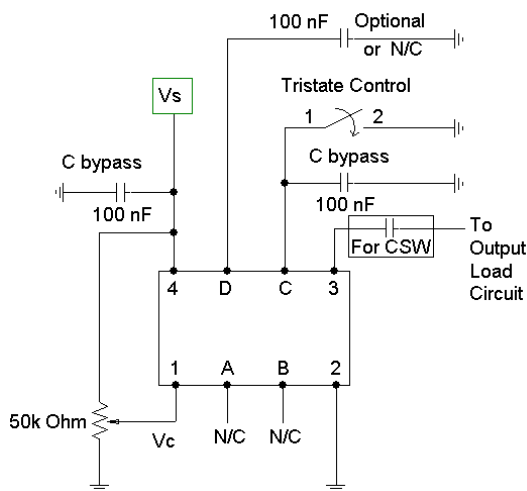 100 nF
Optional
or N/C
Vs
Tristate Control
1
2
C bypass
100 nF
C bypass
100 nF
For CSW
To
Output
Load
Circuit
4
D
C
3
1
A
B
2
50k Ohm
Vc
N/C
N/C